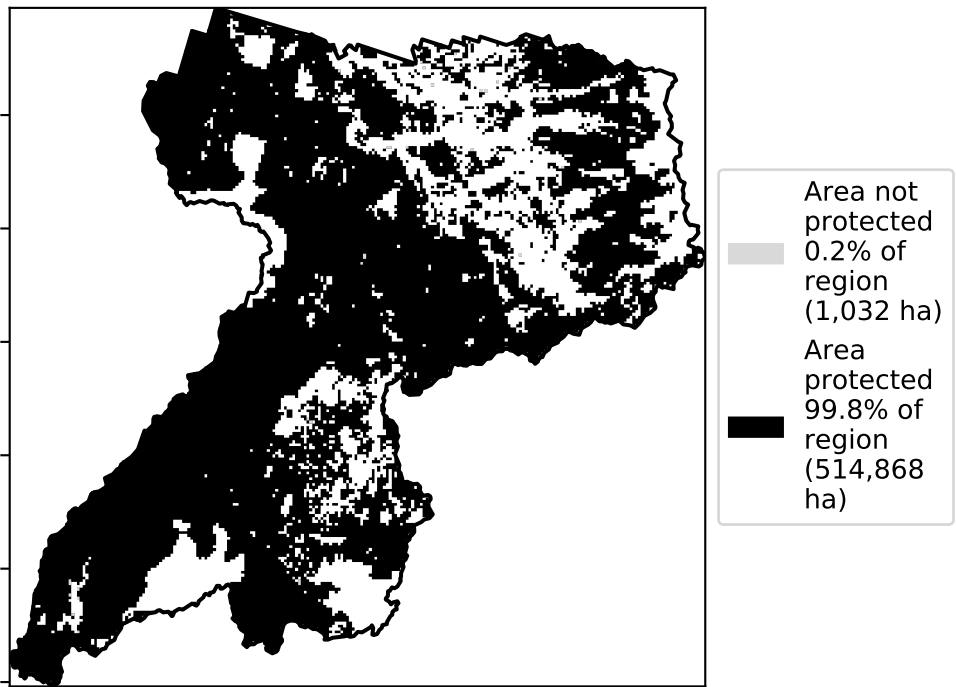 Area not
protected
0.2% of
region
(1,032 ha)
Area
protected
99.8% of
region
(514,868
ha)